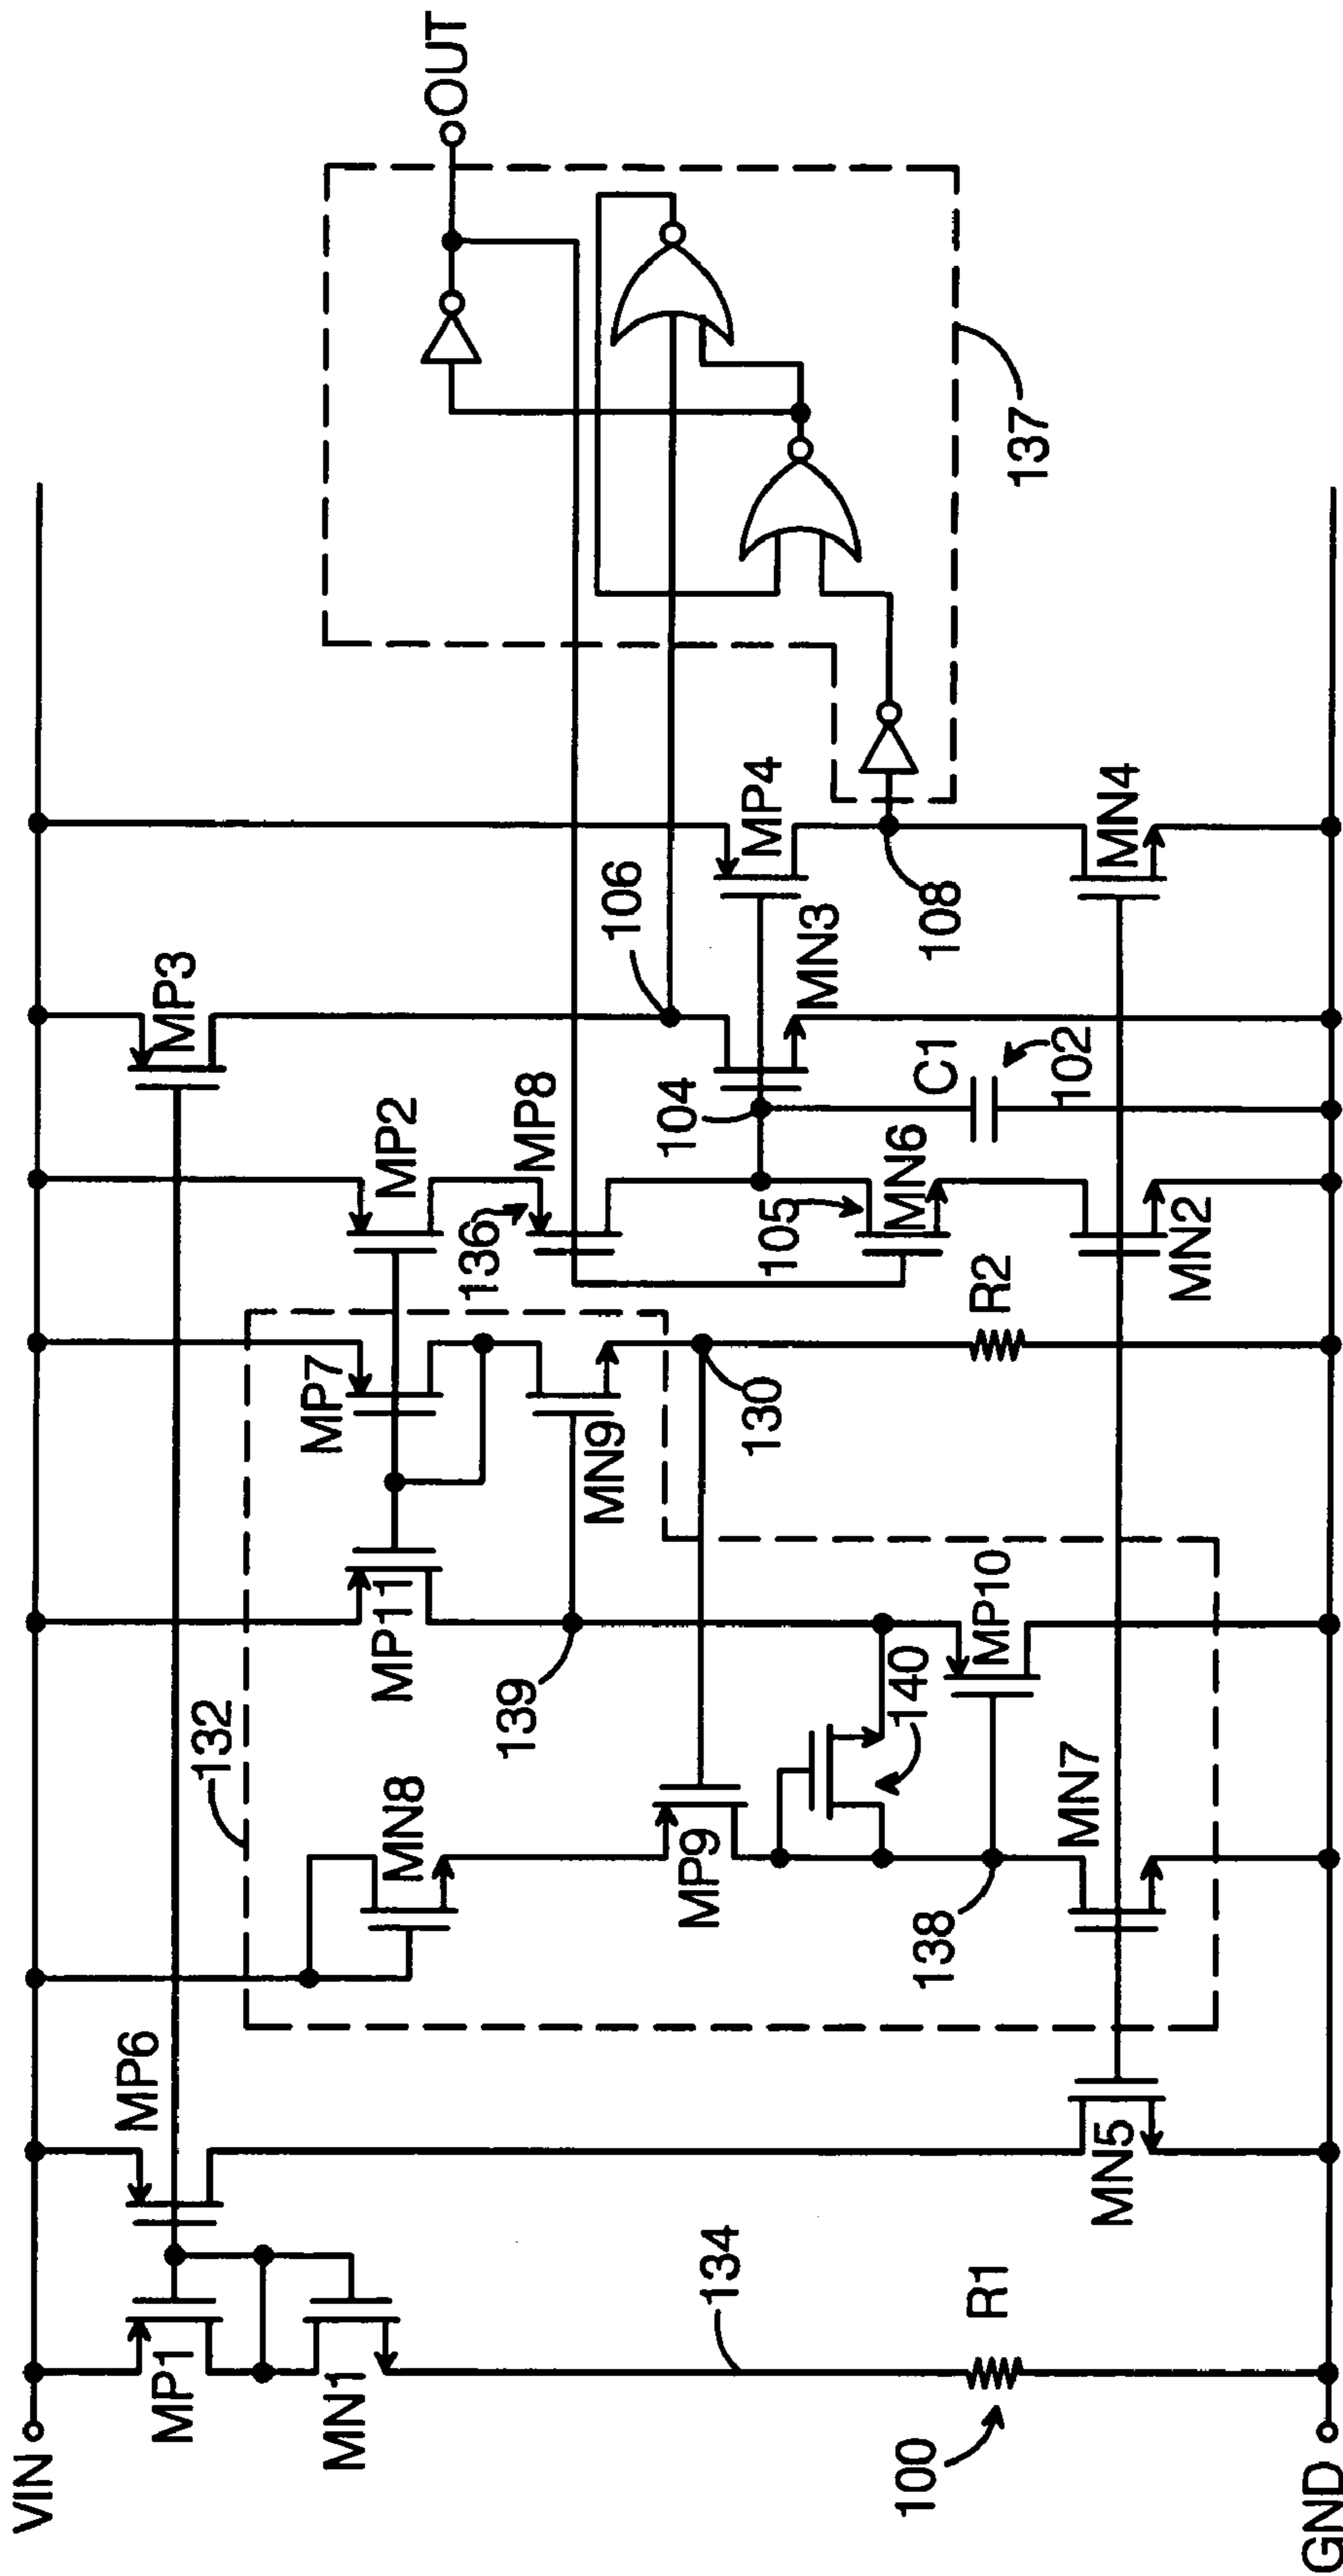 VIN
MP1
MN1
134
R1
100
GND
MP6
MN5
132
MN8
MP9
138
MN7
140
MP10
139
MP11
MP7
MN9
130
R2
MP2
136
MP8
105
MN6
MN2
104
C1
102
MP3
106
MN3
MP4
108
MN4
137
OUT